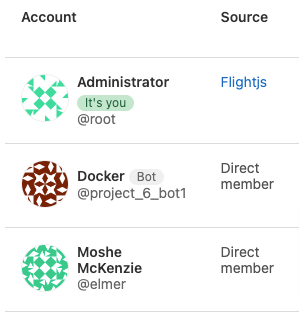 Account Source
Administrator Flightjs
It's you
@root
Docker Bot Direct member
@project_6_bot1
Moshe McKenzie Direct member
@elmer